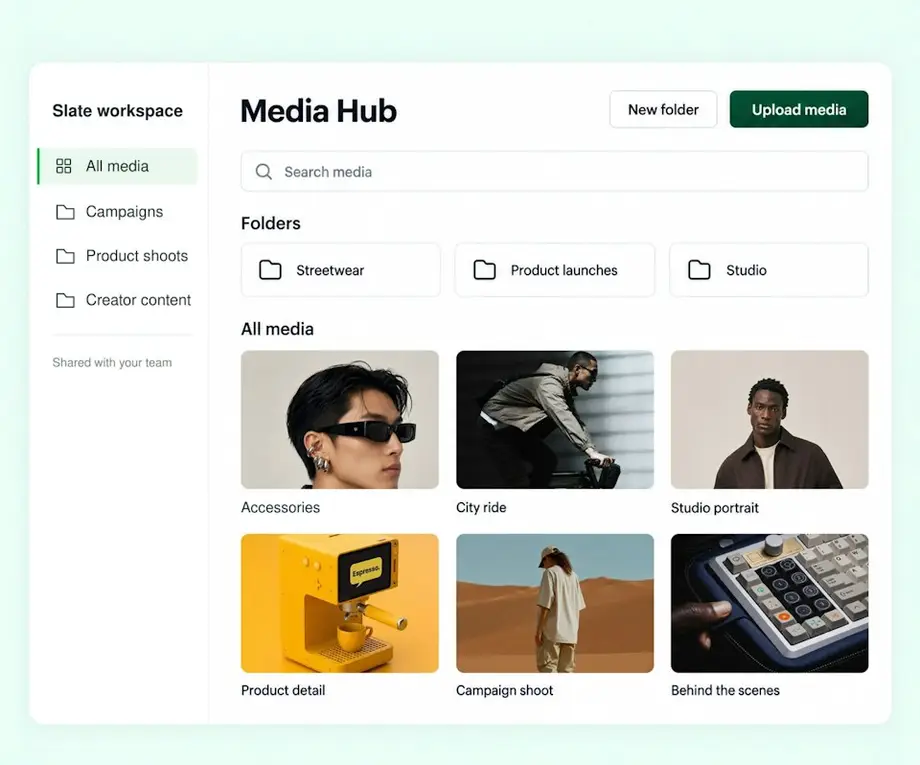 Slate workspace
All media
Campaigns
Product shoots
Creator content
Shared with your team
Media Hub
New folder
Upload media
Search media
Folders
Streetwear
Product launches
Studio
All media
Accessories
City ride
Studio portrait
Espresso.
Product detail
Campaign shoot
Behind the scenes